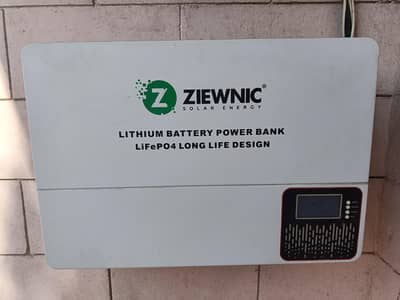 Z ZIEWNIC®
SOLAR ENERGY
LITHIUM BATTERY POWER BANK
LiFePO4 LONG LIFE DESIGN